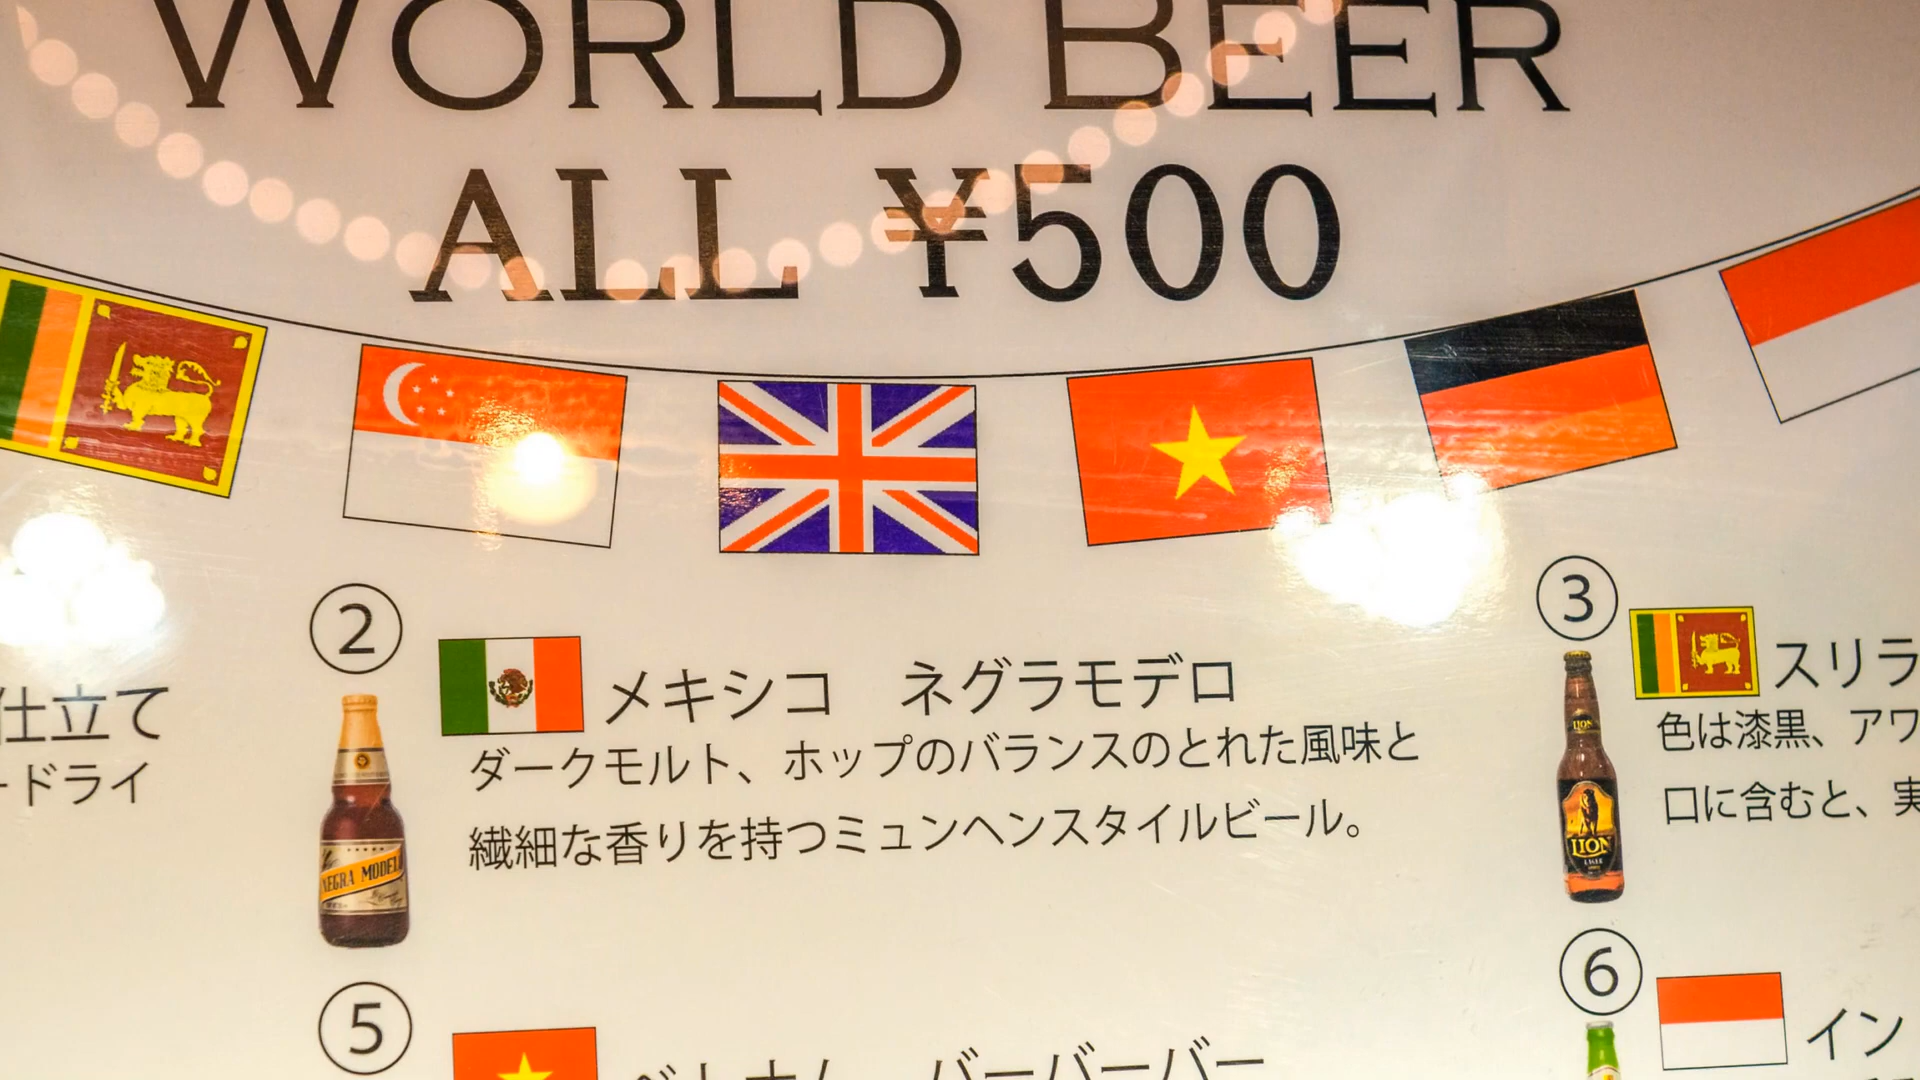 WORLD BEER
ALL ¥500
仕立て
ードライ
②
メキシコ ネグラモデロ
ダークモルト、ホップのバランスのとれた風味と
繊細な香りを持つミュンヘンスタイルビール。
NEGRA MODELO
③
スリラ
色は漆黒、アワ
口に含むと、実
LION
LION
⑤
ベトナム バーバーバー
⑥
イン